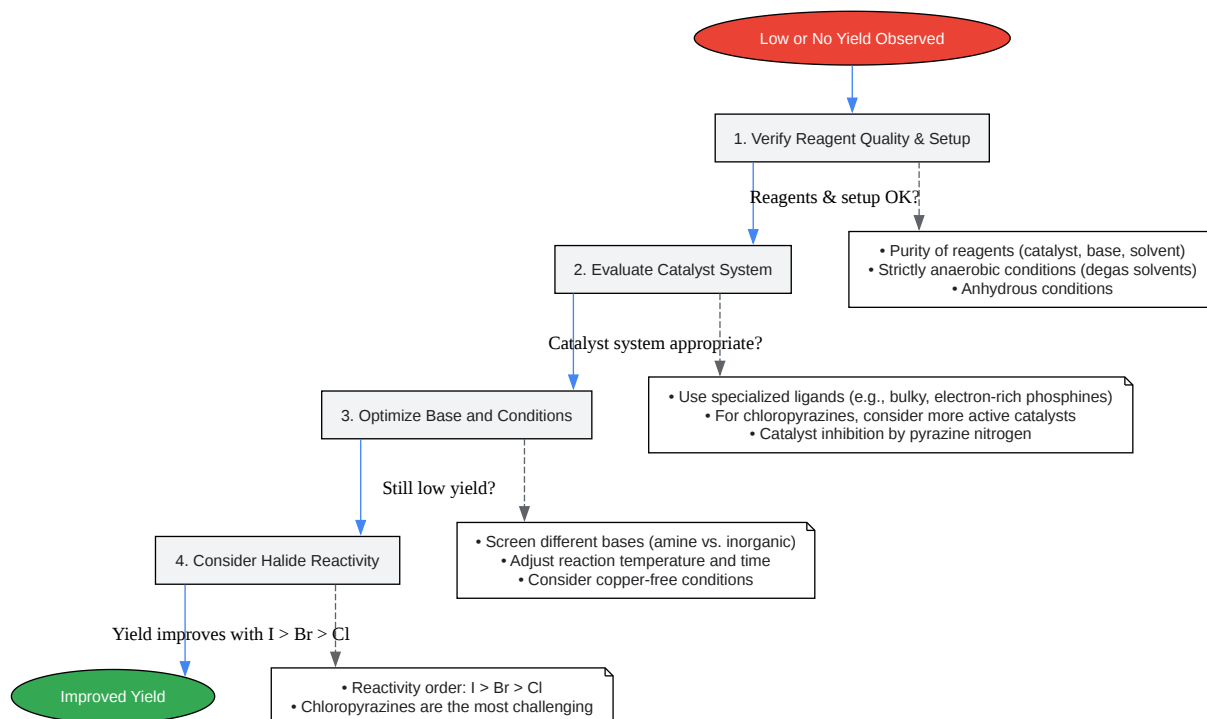 Low or No Yield Observed
1. Verify Reagent Quality & Setup
Reagents & setup OK?
• Purity of reagents (catalyst, base, solvent)
• Strictly anaerobic conditions (degas solvents)
• Anhydrous conditions
2. Evaluate Catalyst System
Catalyst system appropriate?
• Use specialized ligands (e.g., bulky, electron-rich phosphines)
• For chloropyrazines, consider more active catalysts
• Catalyst inhibition by pyrazine nitrogen
3. Optimize Base and Conditions
Still low yield?
• Screen different bases (amine vs. inorganic)
• Adjust reaction temperature and time
• Consider copper-free conditions
4. Consider Halide Reactivity
Yield improves with I > Br > Cl
• Reactivity order: I > Br > Cl
• Chloropyrazines are the most challenging
Improved Yield